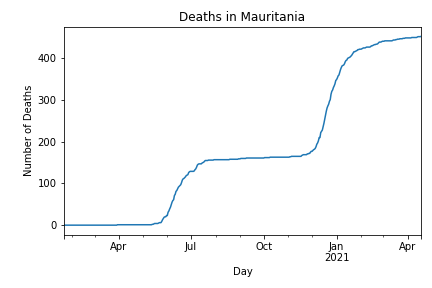 Deaths in Mauritania
Number of Deaths
400
300
200
100
0
Apr Jul Oct Jan Apr
2021
Day